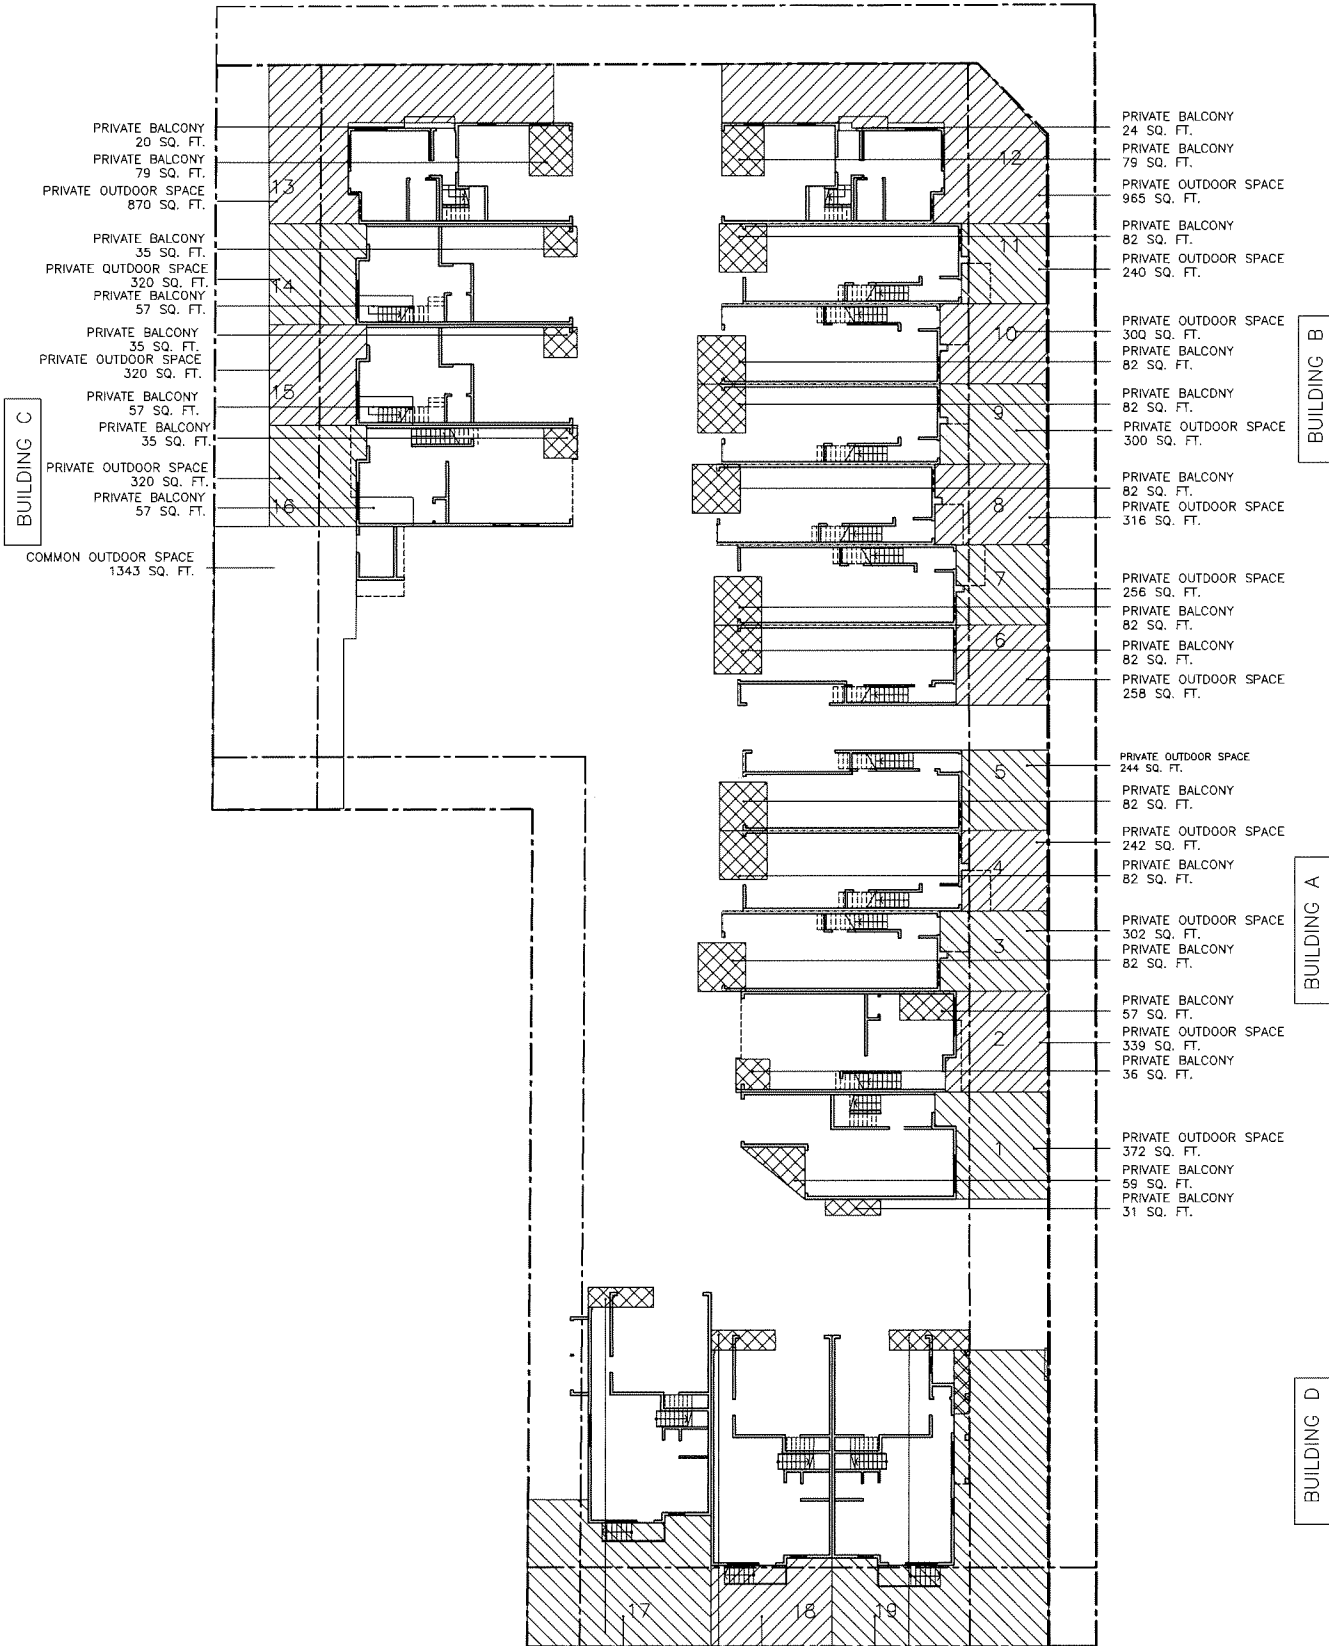 PRIVATE BALCONY
20 SQ. FT.
PRIVATE BALCONY
79 SQ. FT.
PRIVATE OUTDOOR SPACE
870 SQ. FT.
PRIVATE BALCONY
35 SQ. FT.
PRIVATE OUTDOOR SPACE
320 SQ. FT.
PRIVATE BALCONY
57 SQ. FT.
PRIVATE BALCONY
35 SQ. FT.
PRIVATE OUTDOOR SPACE
320 SQ. FT.
PRIVATE BALCONY
57 SQ. FT.
PRIVATE BALCONY
35 SQ. FT.
PRIVATE OUTDOOR SPACE
320 SQ. FT.
PRIVATE BALCONY
57 SQ. FT.
COMMON OUTDOOR SPACE
1343 SQ. FT.
BUILDING C
13
14
15
16
12
11
10
9
8
7
6
5
4
3
2
1
17
18
19
PRIVATE BALCONY
24 SQ. FT.
PRIVATE BALCONY
79 SQ. FT.
PRIVATE OUTDOOR SPACE
965 SQ. FT.
PRIVATE BALCONY
82 SQ. FT.
PRIVATE OUTDOOR SPACE
240 SQ. FT.
PRIVATE OUTDOOR SPACE
300 SQ. FT.
PRIVATE BALCONY
82 SQ. FT.
PRIVATE BALCONY
82 SQ. FT.
PRIVATE OUTDOOR SPACE
300 SQ. FT.
PRIVATE BALCONY
82 SQ. FT.
PRIVATE OUTDOOR SPACE
316 SQ. FT.
PRIVATE OUTDOOR SPACE
256 SQ. FT.
PRIVATE BALCONY
82 SQ. FT.
PRIVATE BALCONY
82 SQ. FT.
PRIVATE OUTDOOR SPACE
258 SQ. FT.
PRIVATE OUTDOOR SPACE
244 SQ. FT.
PRIVATE BALCONY
82 SQ. FT.
PRIVATE OUTDOOR SPACE
242 SQ. FT.
PRIVATE BALCONY
82 SQ. FT.
PRIVATE OUTDOOR SPACE
302 SQ. FT.
PRIVATE BALCONY
82 SQ. FT.
PRIVATE BALCONY
57 SQ. FT.
PRIVATE OUTDOOR SPACE
339 SQ. FT.
PRIVATE BALCONY
36 SQ. FT.
PRIVATE OUTDOOR SPACE
372 SQ. FT.
PRIVATE BALCONY
59 SQ. FT.
PRIVATE BALCONY
31 SQ. FT.
BUILDING B
BUILDING A
BUILDING D